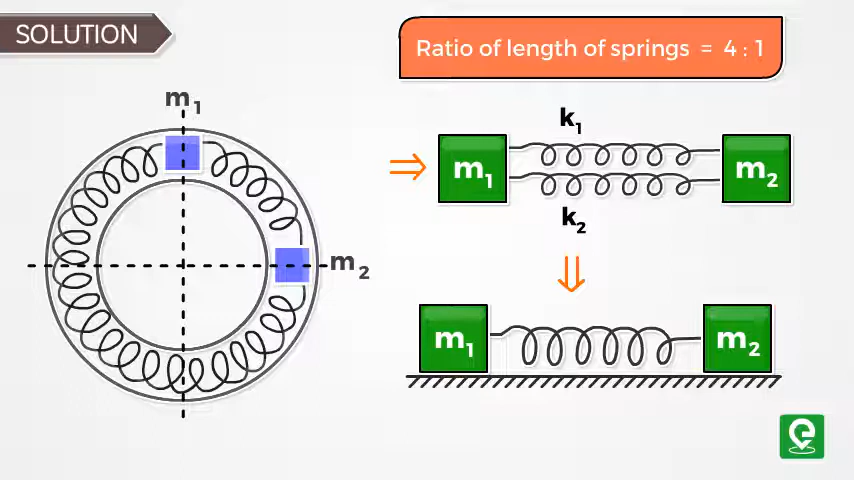 SOLUTION
Ratio of length of springs = 4 : 1
m₁
k₁
m₁
m₂
k₂
m₂
m₁
m₂